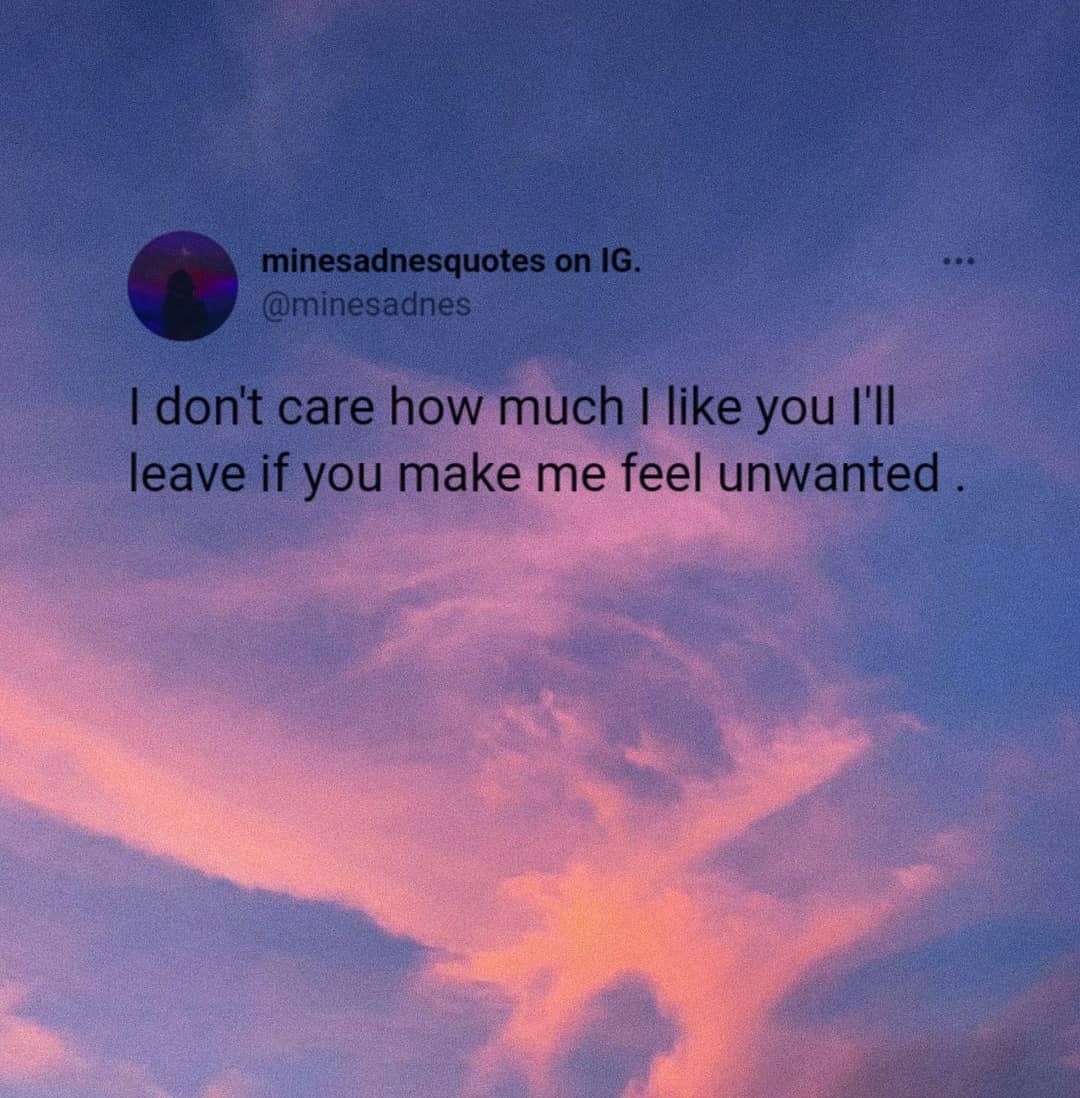 minesadnesquotes on IG.
@minesadnes
I don't care how much I like you I'll
leave if you make me feel unwanted .